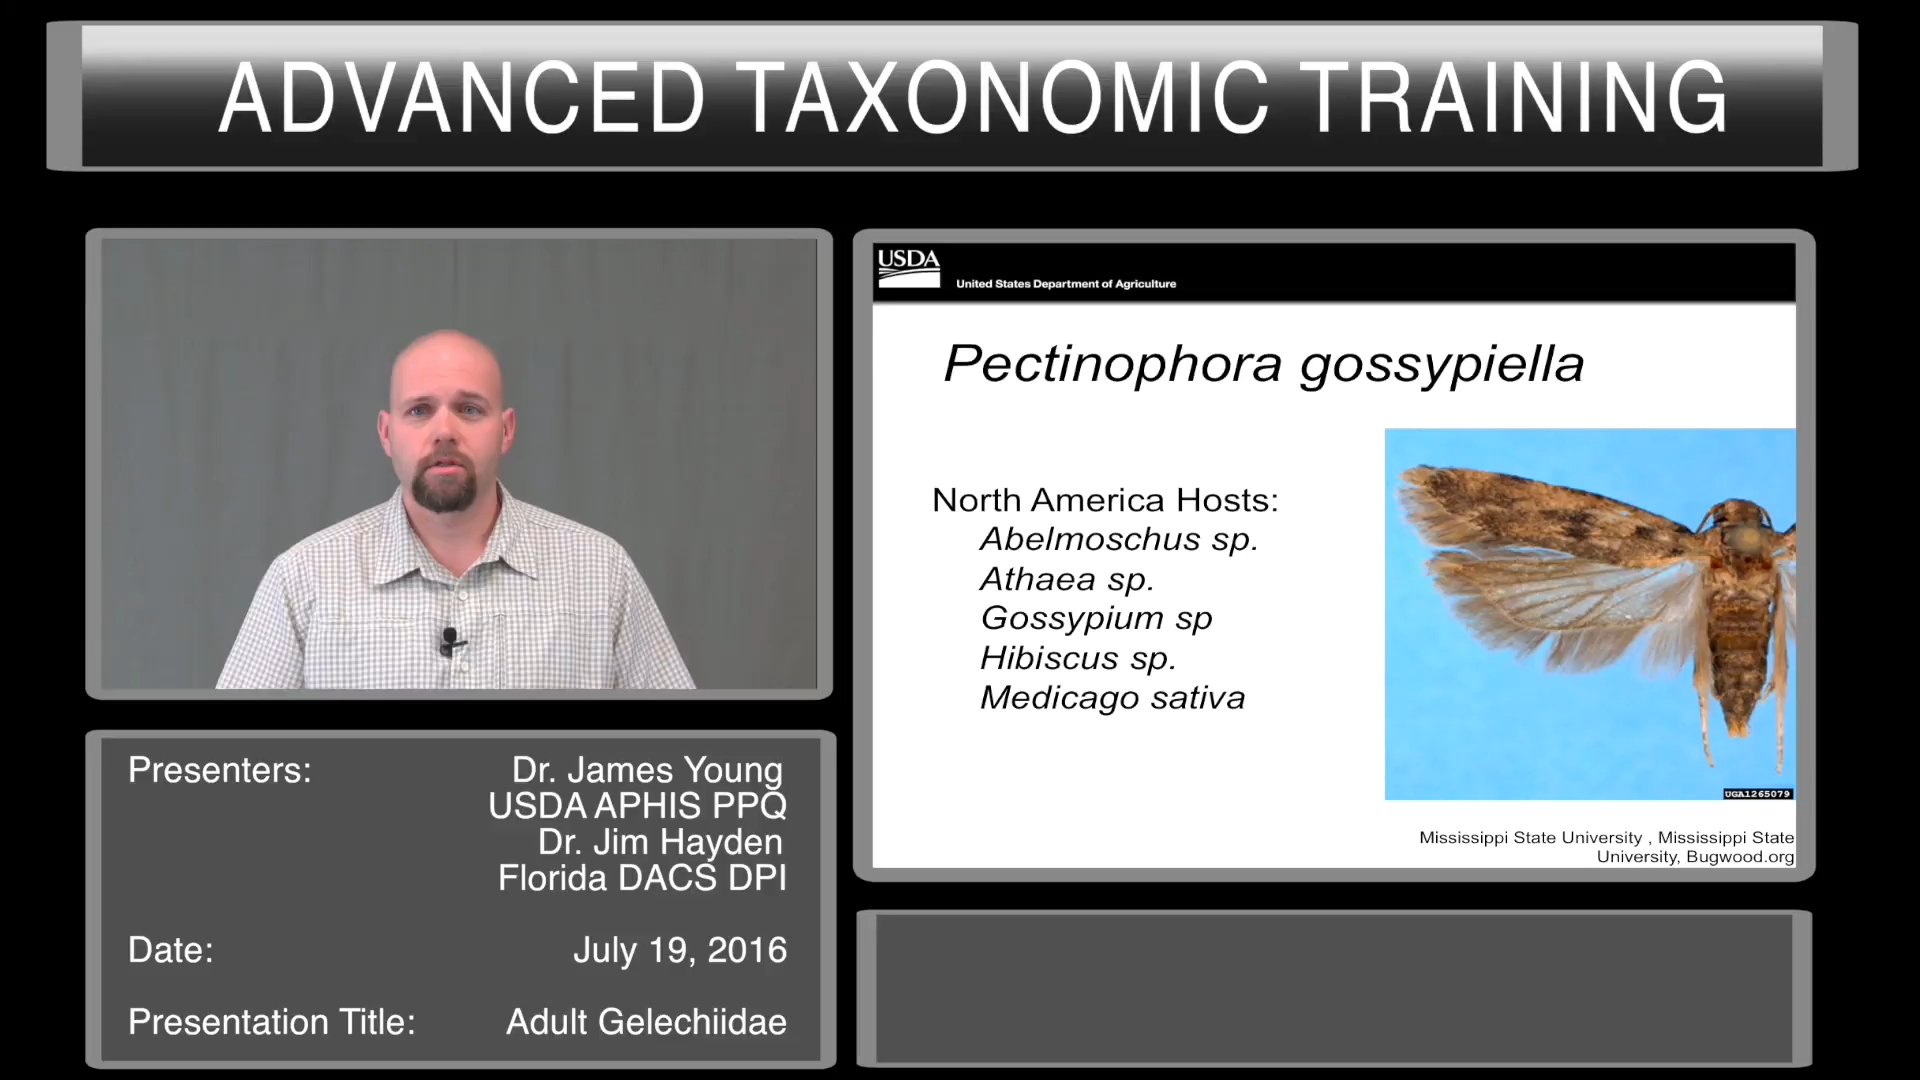 ADVANCED TAXONOMIC TRAINING
USDA
United States Department of Agriculture
Pectinophora gossypiella
North America Hosts:
Abelmoschus sp.
Athaea sp.
Gossypium sp
Hibiscus sp.
Medicago sativa
UGA1265079
Mississippi State University , Mississippi State
University, Bugwood.org
Presenters: Dr. James Young
USDA APHIS PPQ
Dr. Jim Hayden
Florida DACS DPI
Date: July 19, 2016
Presentation Title: Adult Gelechiidae